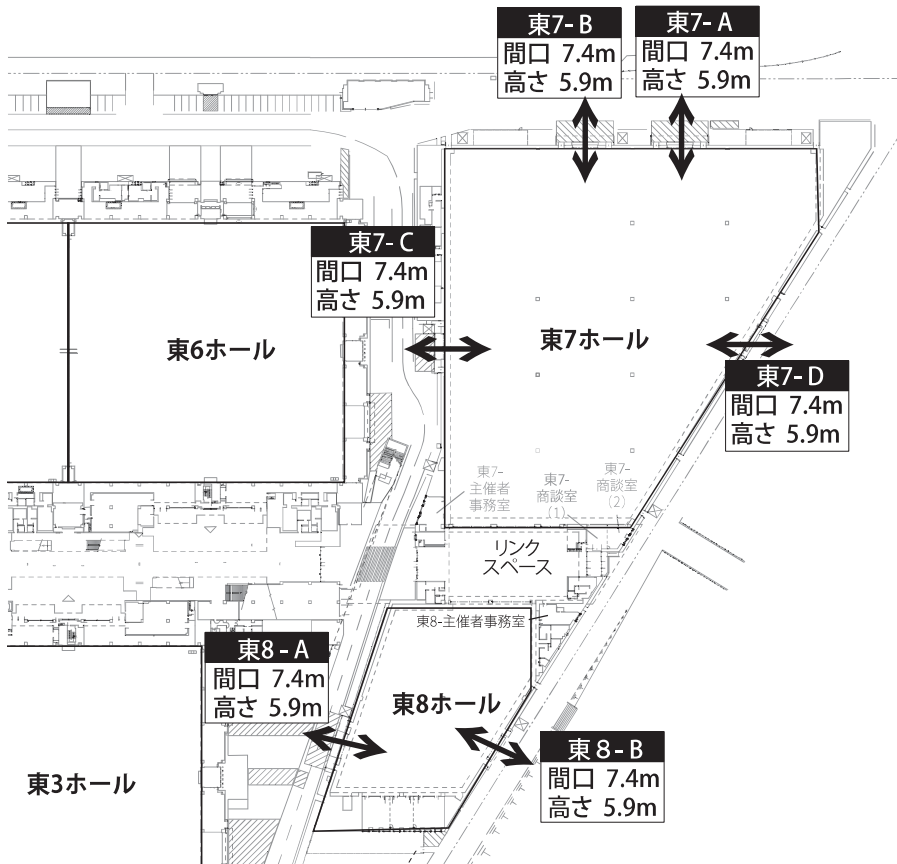 東7-B
間口 7.4m
高さ 5.9m
東7-A
間口 7.4m
高さ 5.9m
東7-C
間口 7.4m
高さ 5.9m
東6ホール
東7ホール
東7-D
間口 7.4m
高さ 5.9m
東7-
主催者
事務室
東7-
商談室
(1)
東7-
商談室
(2)
リンク
スペース
東8-主催者事務室
東8-A
間口 7.4m
高さ 5.9m
東8ホール
東8-B
間口 7.4m
高さ 5.9m
東3ホール